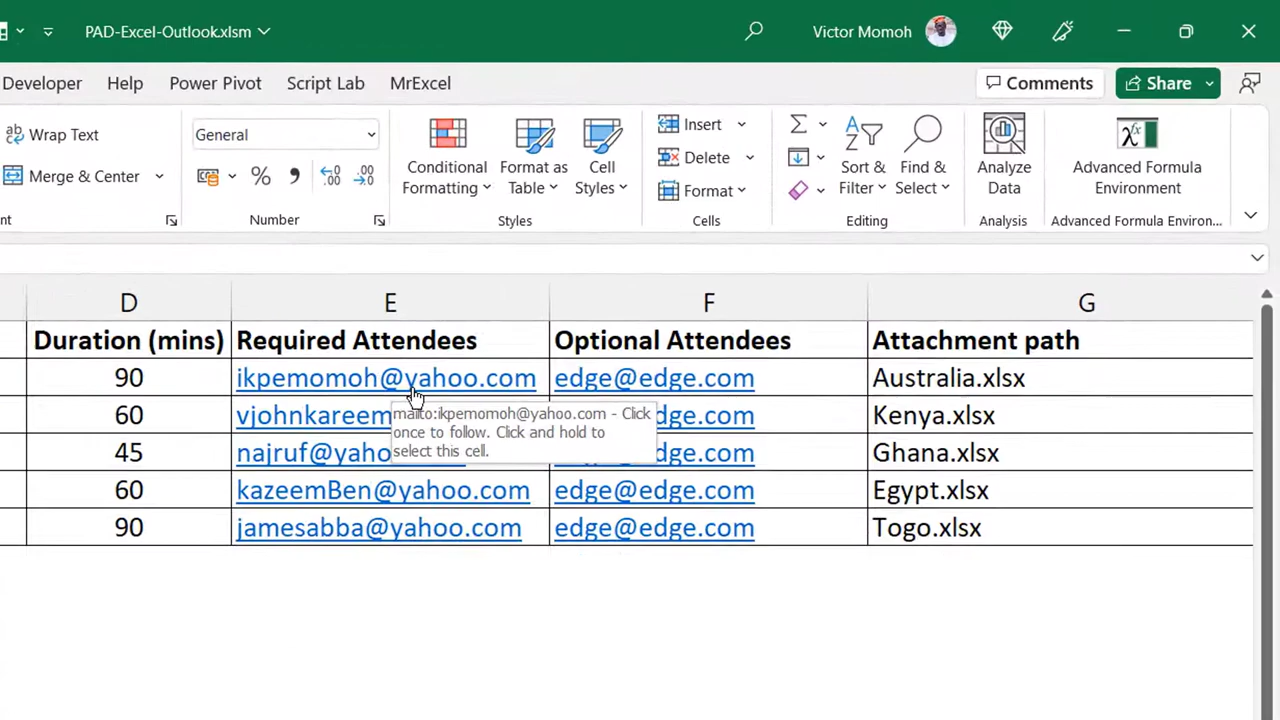 PAD-Excel-Outlook.xlsm
Victor Momoh
Developer Help Power Pivot Script Lab MrExcel Comments Share
Wrap Text
Merge & Center
General
Number
Conditional Formatting
Format as Table
Cell Styles
Styles
Insert
Delete
Format
Cells
Sort & Filter
Find & Select
Editing
Analyze Data
Analysis
Advanced Formula Environment
Advanced Formula Environ...
D E F G
Duration (mins) Required Attendees Optional Attendees Attachment path
90 ikpemomoh@yahoo.com edge@edge.com Australia.xlsx
60 vjohnkareem Kenya.xlsx
45 najruf@yaho Ghana.xlsx
60 kazeemBen@yahoo.com edge@edge.com Egypt.xlsx
90 jamesabba@yahoo.com edge@edge.com Togo.xlsx
mailto:ikpemomoh@yahoo.com - Click
once to follow. Click and hold to
select this cell.